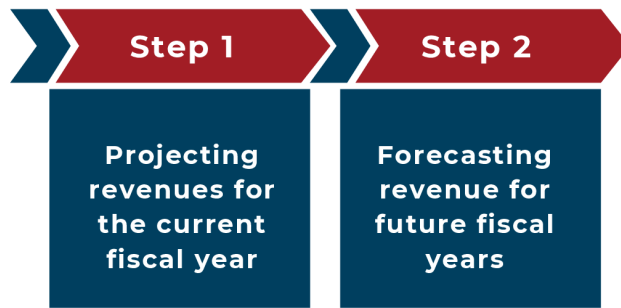 Step 1
Projecting
revenues for
the current
fiscal year
Step 2
Forecasting
revenue for
future fiscal
years